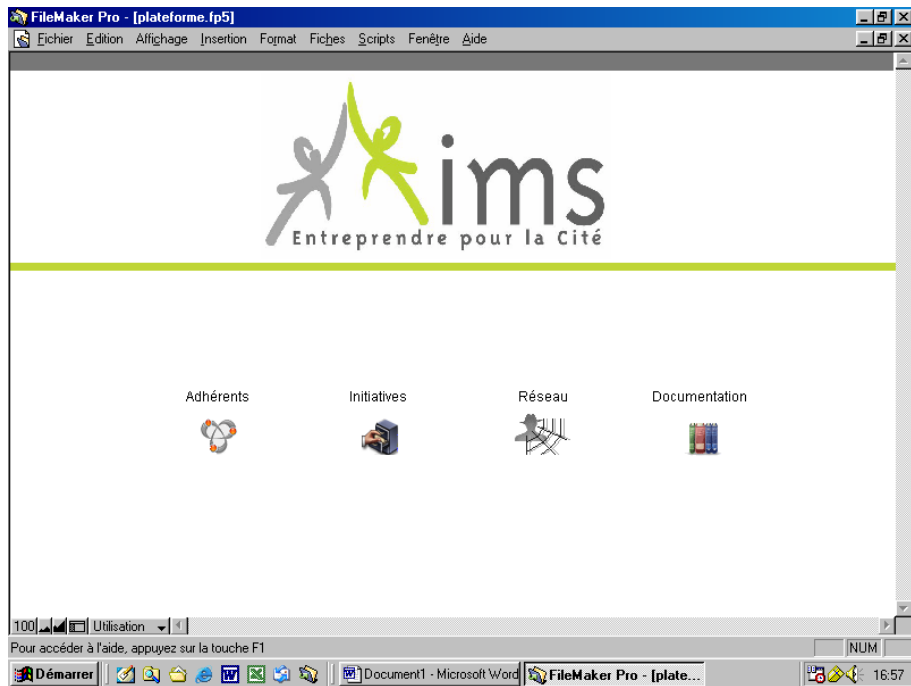 FileMaker Pro - [plateforme.fp5]
Fichier Edition Affichage Insertion Format Fiches Scripts Fenêtre Aide
ims
Entreprendre pour la Cité
Adhérents Initiatives Réseau Documentation
100 Utilisation
Pour accéder à l'aide, appuyez sur la touche F1 NUM
Démarrer Document1 - Microsoft Word FileMaker Pro - [plate... 16:57